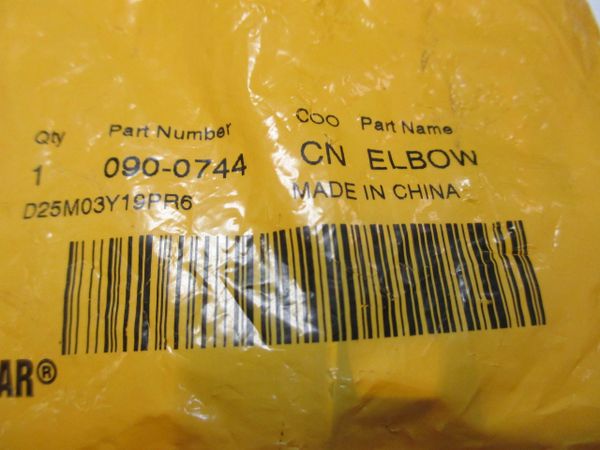 Qty Part Number COO Part Name
1 090-0744 CN ELBOW
D25M03Y19PR6 MADE IN CHINA
AR®